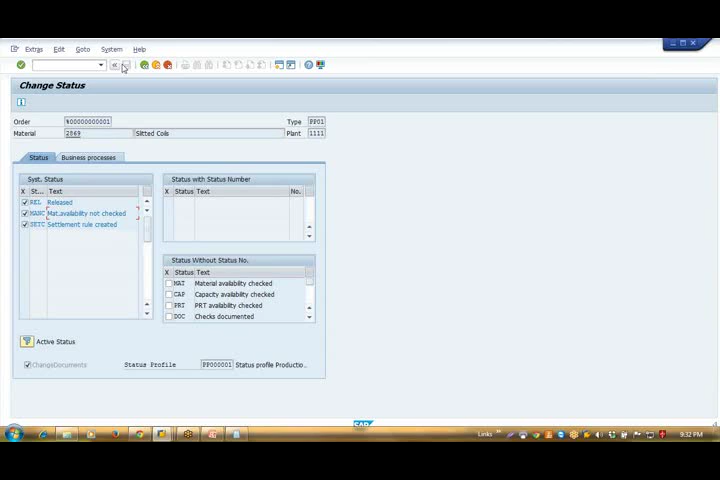 Extras Edit Goto System Help
Change Status
Order %00000000001 Type PP01
Material 2869 Slitted Coils Plant 1111
Status Business processes
Syst. Status
X St... Text
REL Released
MANC Mat.availability not checked
SETC Settlement rule created
Status with Status Number
X Status Text No.
Status Without Status No.
X Status Text
MAT Material availability checked
CAP Capacity availability checked
PRT PRT availability checked
DOC Checks documented
Active Status
ChangeDocuments Status Profile PP000001 Status profile Productio..
SAP
Links 9:32 PM